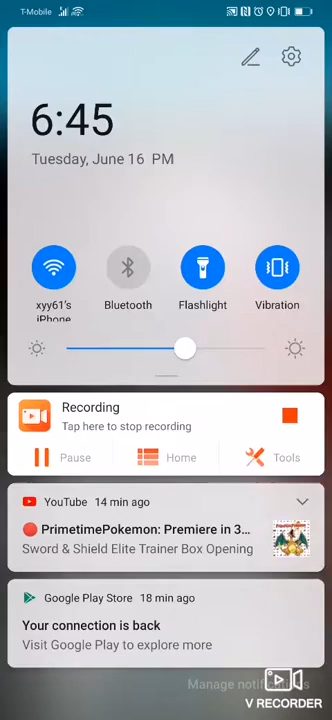 T-Mobile
6:45
Tuesday, June 16 PM
xyy61's
iPhone
Bluetooth
Flashlight
Vibration
Recording
Tap here to stop recording
Pause
Home
Tools
YouTube 14 min ago
🔴 PrimetimePokemon: Premiere in 3...
Sword & Shield Elite Trainer Box Opening
Google Play Store 18 min ago
Your connection is back
Visit Google Play to explore more
Manage notifications
V RECORDER